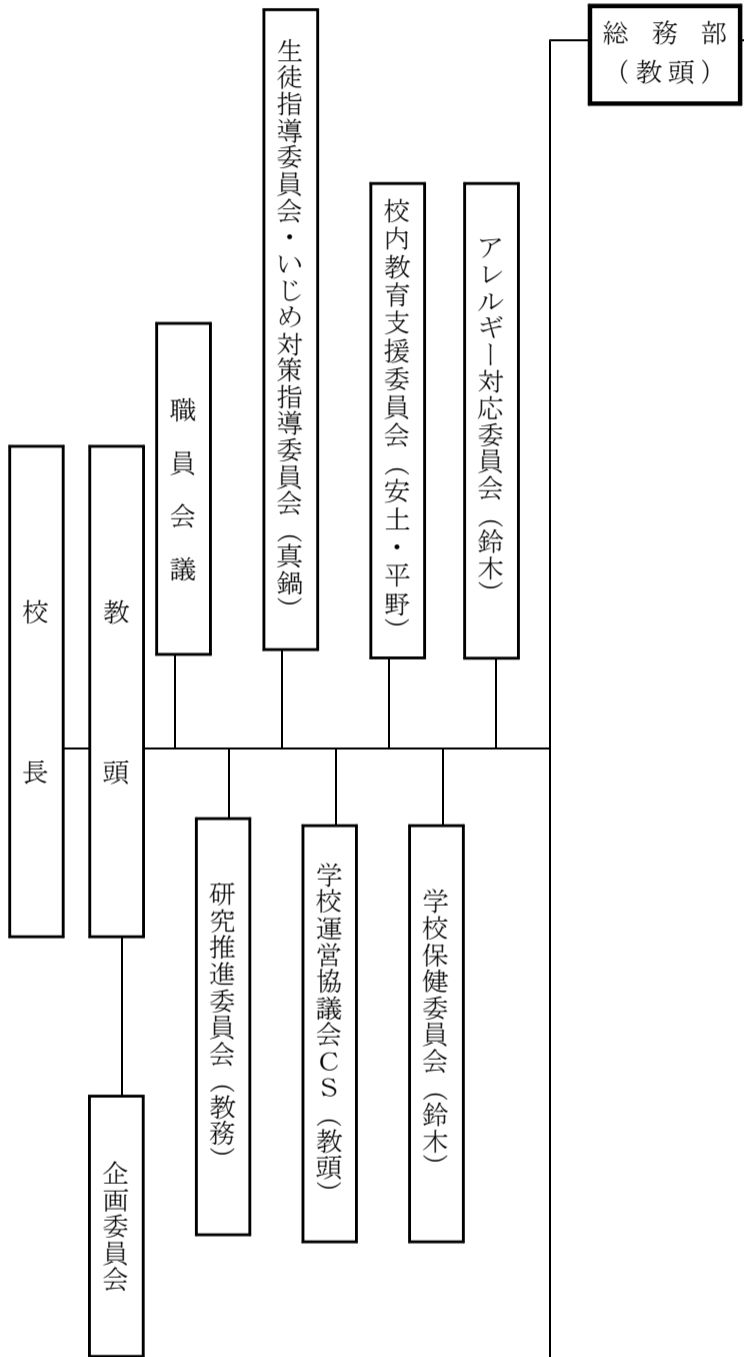 校長
教頭
企画委員会
職員会議
生徒指導委員会・いじめ対策指導委員会（真鍋）
校内教育支援委員会（安土・平野）
アレルギー対応委員会（鈴木）
研究推進委員会（教務）
学校運営協議会ＣＳ（教頭）
学校保健委員会（鈴木）
総務部
（教頭）